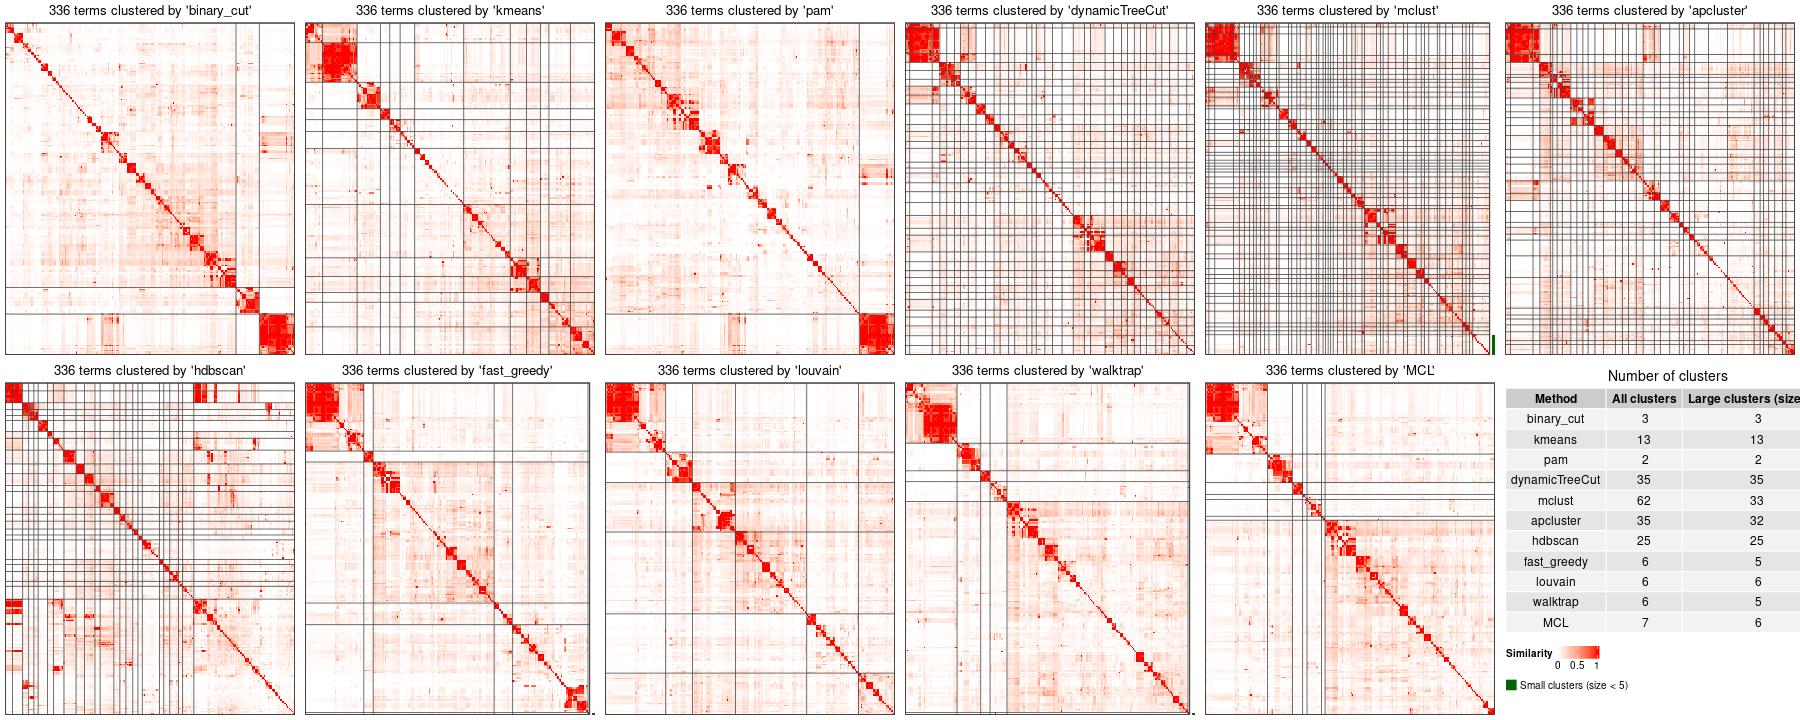 336 terms clustered by 'binary_cut'
336 terms clustered by 'kmeans'
336 terms clustered by 'pam'
336 terms clustered by 'dynamicTreeCut'
336 terms clustered by 'mclust'
336 terms clustered by 'apcluster'
336 terms clustered by 'hdbscan'
336 terms clustered by 'fast_greedy'
336 terms clustered by 'louvain'
336 terms clustered by 'walktrap'
336 terms clustered by 'MCL'
Number of clusters
Method All clusters Large clusters (size
binary_cut 3 3
kmeans 13 13
pam 2 2
dynamicTreeCut 35 35
mclust 62 33
apcluster 35 32
hdbscan 25 25
fast_greedy 6 5
louvain 6 6
walktrap 6 5
MCL 7 6
Similarity
0 0.5 1
Small clusters (size < 5)